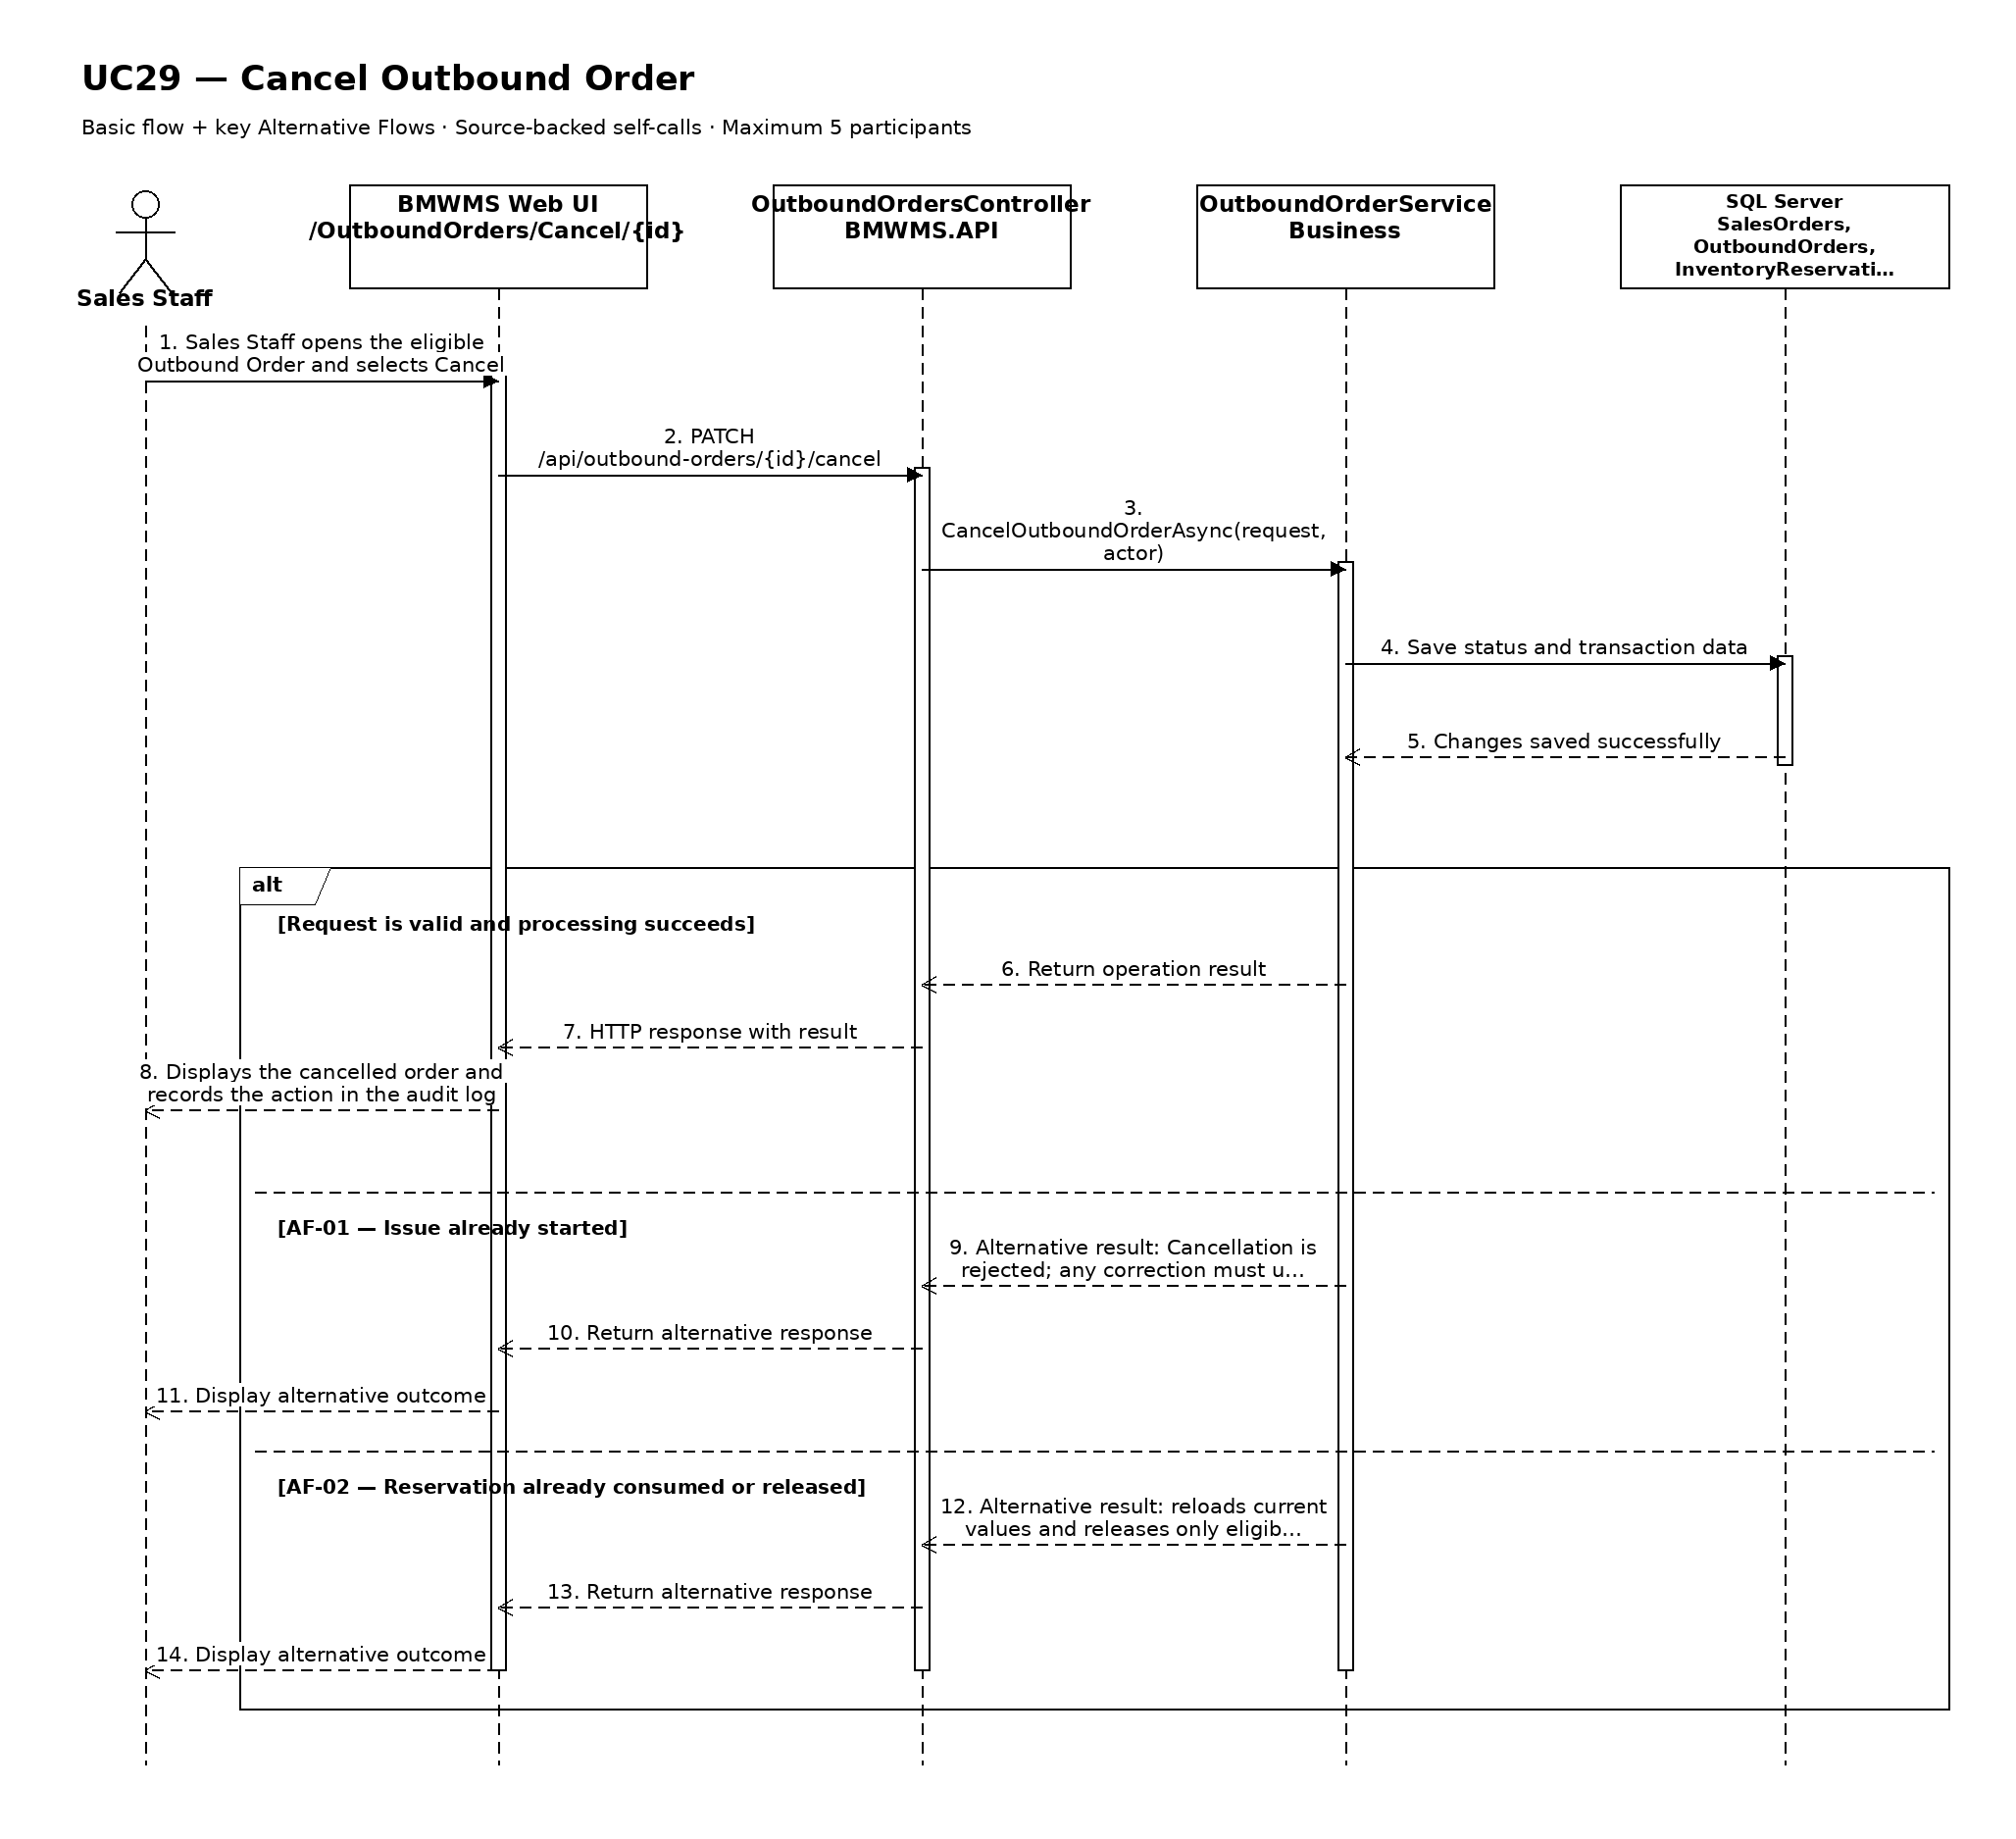 UC29 — Cancel Outbound Order
Basic flow + key Alternative Flows · Source-backed self-calls · Maximum 5 participants
Sales Staff
BMWMS Web UI
/OutboundOrders/Cancel/{id}
OutboundOrdersController
BMWMS.API
OutboundOrderService
Business
SQL Server
SalesOrders,
OutboundOrders,
InventoryReservati...
1. Sales Staff opens the eligible
Outbound Order and selects Cancel
2. PATCH
/api/outbound-orders/{id}/cancel
3.
CancelOutboundOrderAsync(request,
actor)
4. Save status and transaction data
5. Changes saved successfully
alt
[Request is valid and processing succeeds]
6. Return operation result
7. HTTP response with result
8. Displays the cancelled order and
records the action in the audit log
[AF-01 — Issue already started]
9. Alternative result: Cancellation is
rejected; any correction must u...
10. Return alternative response
11. Display alternative outcome
[AF-02 — Reservation already consumed or released]
12. Alternative result: reloads current
values and releases only eligib...
13. Return alternative response
14. Display alternative outcome